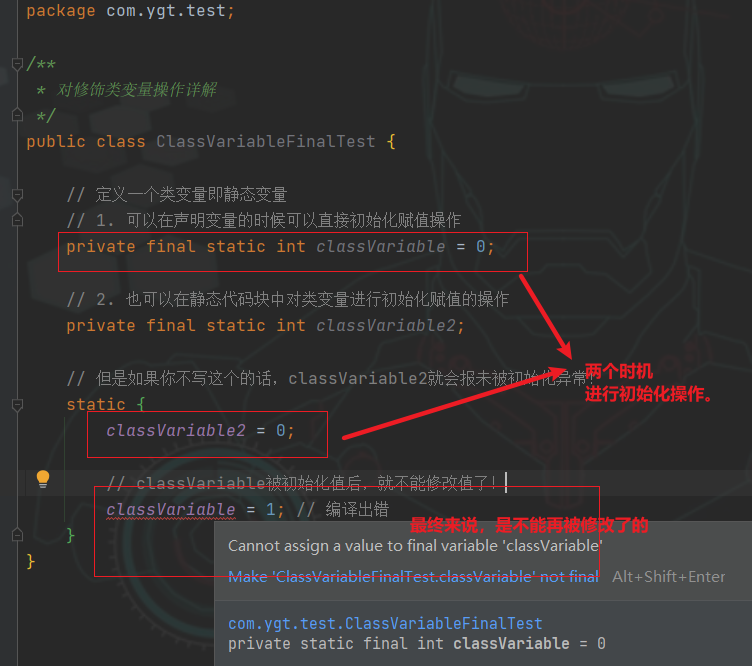 package com.ygt.test;
/**
* 对修饰类变量操作详解
*/
public class ClassVariableFinalTest {
// 定义一个类变量即静态变量
// 1. 可以在声明变量的时候可以直接初始化赋值操作
private final static int classVariable = 0;
// 2. 也可以在静态代码块中对类变量进行初始化赋值的操作
private final static int classVariable2;
// 但是如果你不写这个的话，classVariable2就会报未被初始化异常！
两个时机
进行初始化操作。
static {
classVariable2 = 0;
// classVariable被初始化值后，就不能修改值了！
classVariable = 1; // 编译出错
最终来说，是不能再被修改了的
}
}
Cannot assign a value to final variable 'classVariable'
Make 'ClassVariableFinalTest.classVariable' not final Alt+Shift+Enter
com.ygt.test.ClassVariableFinalTest
private static final int classVariable = 0